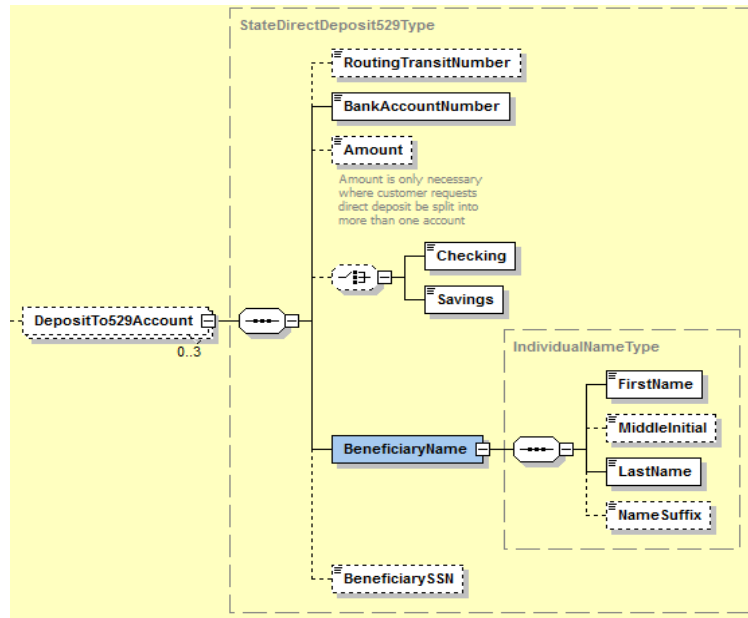 StateDirectDeposit529Type
RoutingTransitNumber
BankAccountNumber
Amount
Amount is only necessary
where customer requests
direct deposit be split into
more than one account
Checking
Savings
DepositTo529Account
0..3
IndividualNameType
FirstName
MiddleInitial
BeneficiaryName
LastName
NameSuffix
BeneficiarySSN